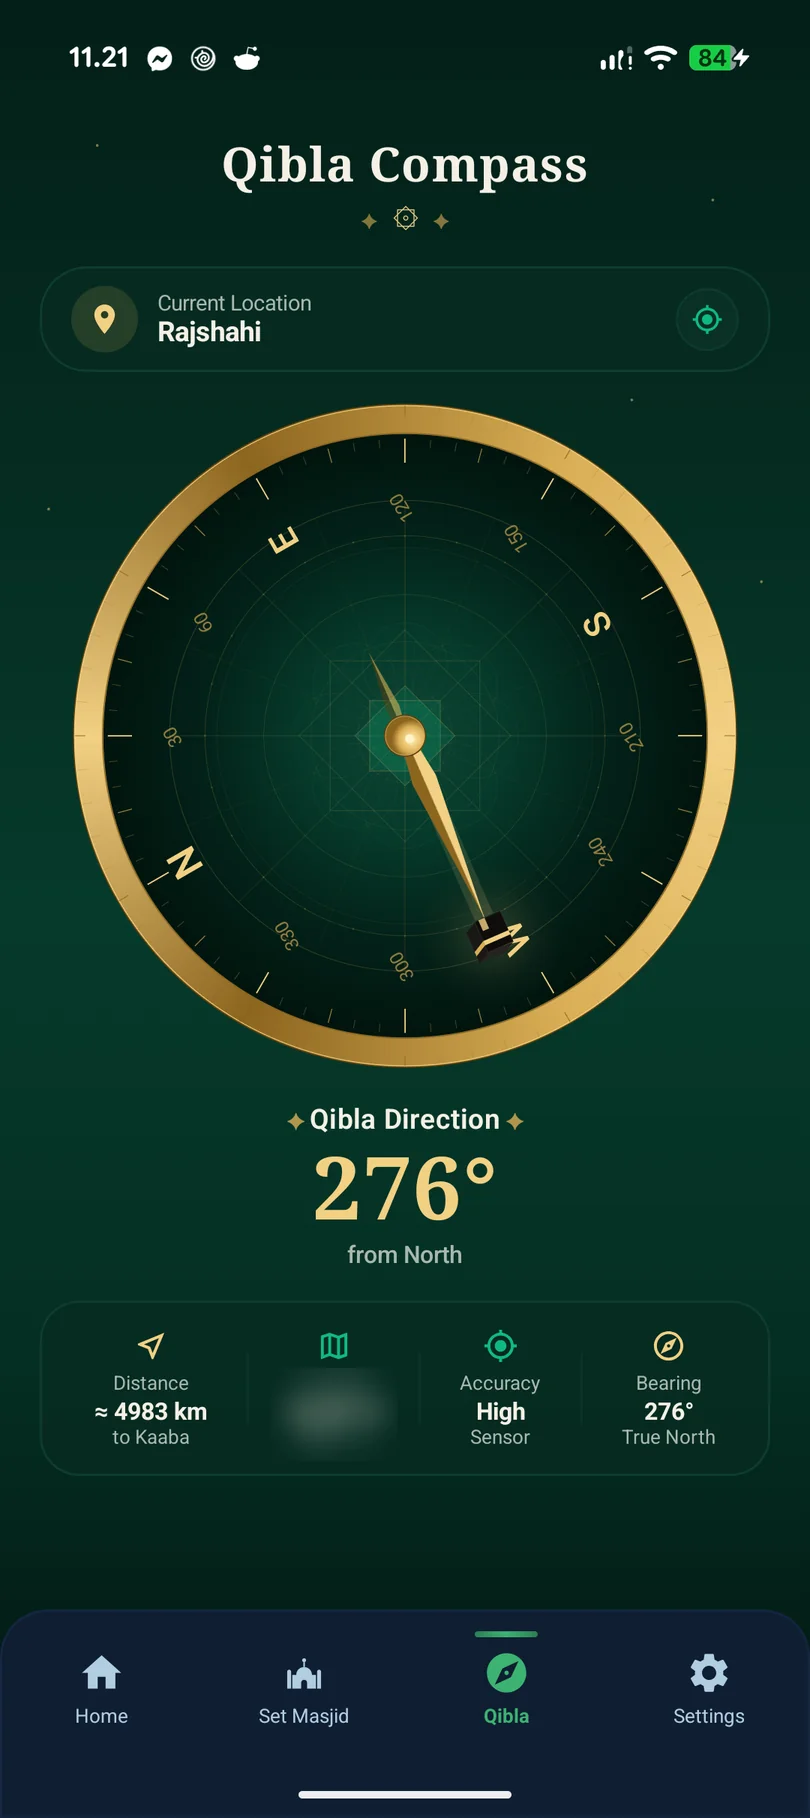 11.21
84
Qibla Compass
Current Location
Rajshahi
120
150
E
S
60
30
210
N
240
330
300
W
Qibla Direction
276°
from North
Distance
≈ 4983 km
to Kaaba
Accuracy
High
Sensor
Bearing
276°
True North
Home
Set Masjid
Qibla
Settings